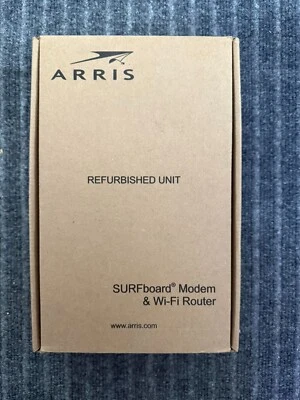 ARRIS
REFURBISHED UNIT
SURFboard® Modem
& Wi-Fi Router
www.arris.com